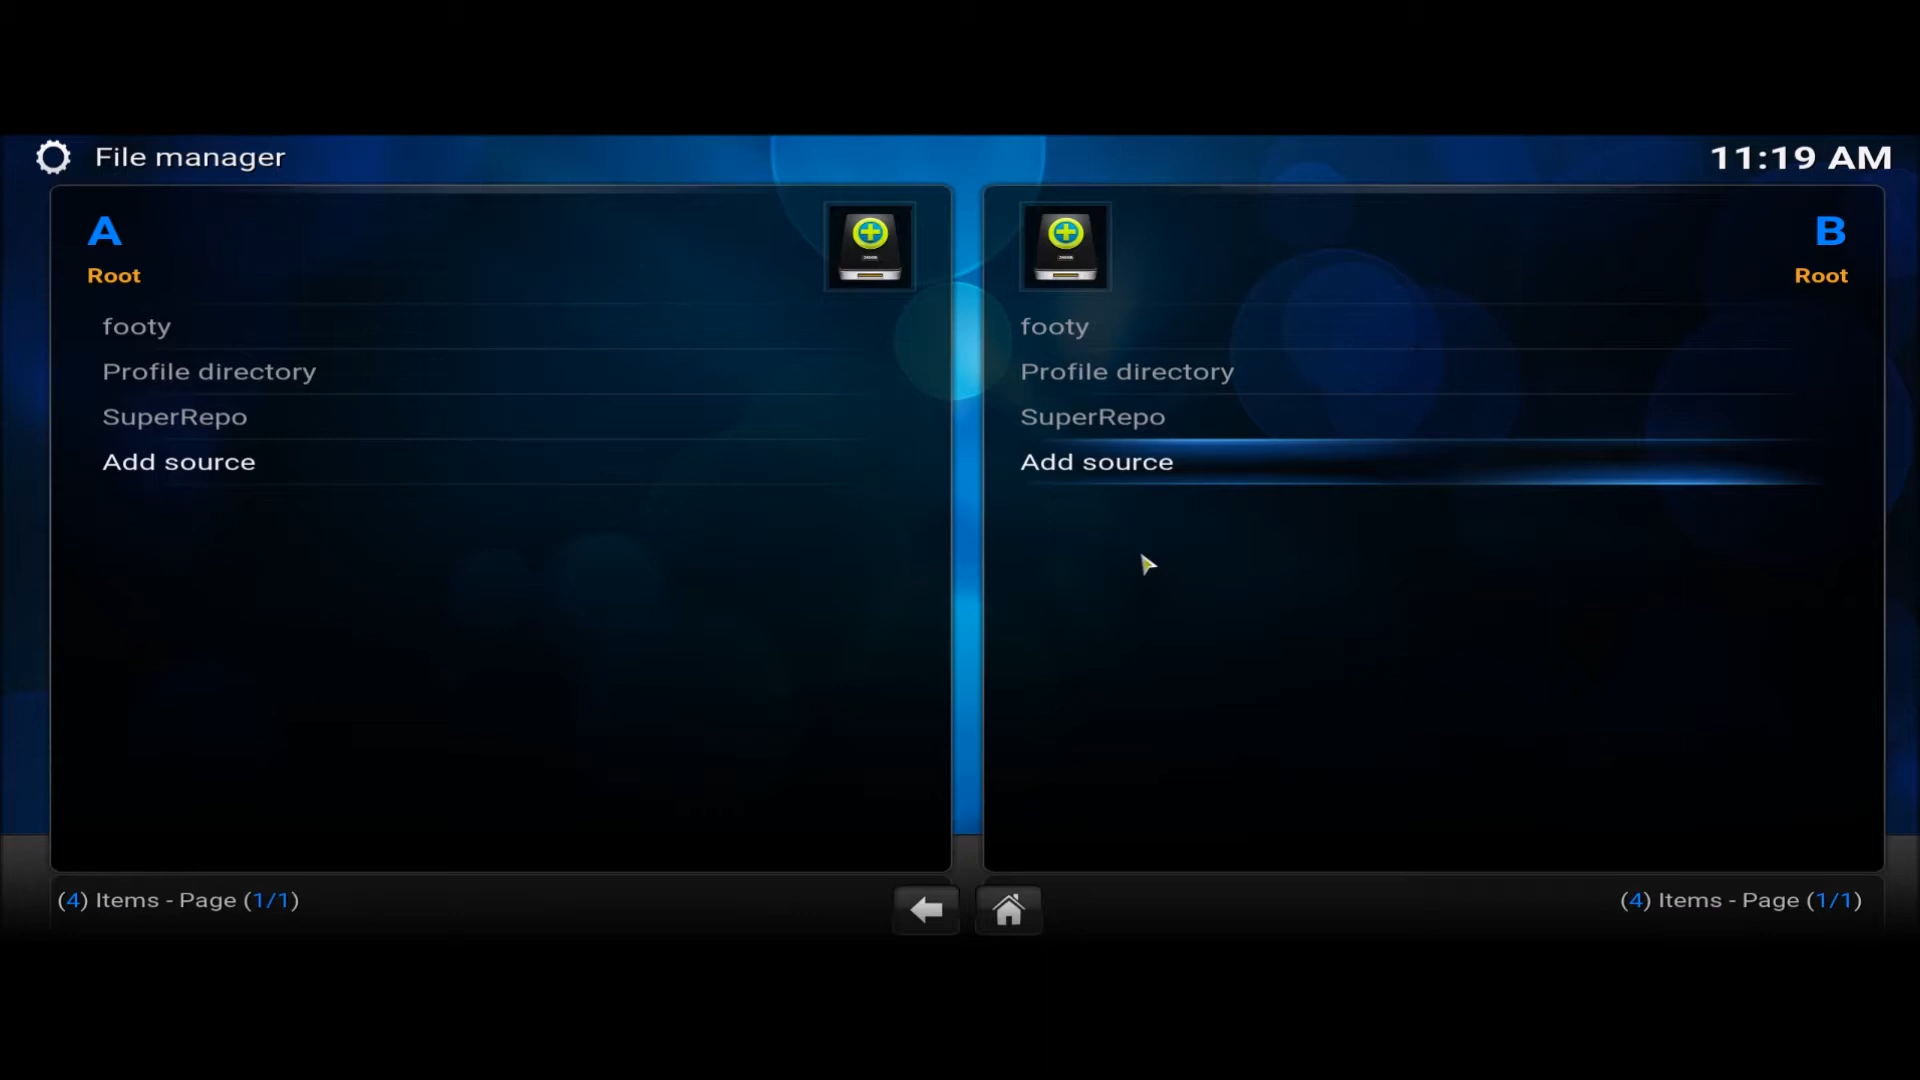 File manager
11:19 AM
A
Root
footy
Profile directory
SuperRepo
Add source
B
Root
footy
Profile directory
SuperRepo
Add source
(4) Items - Page (1/1)
(4) Items - Page (1/1)